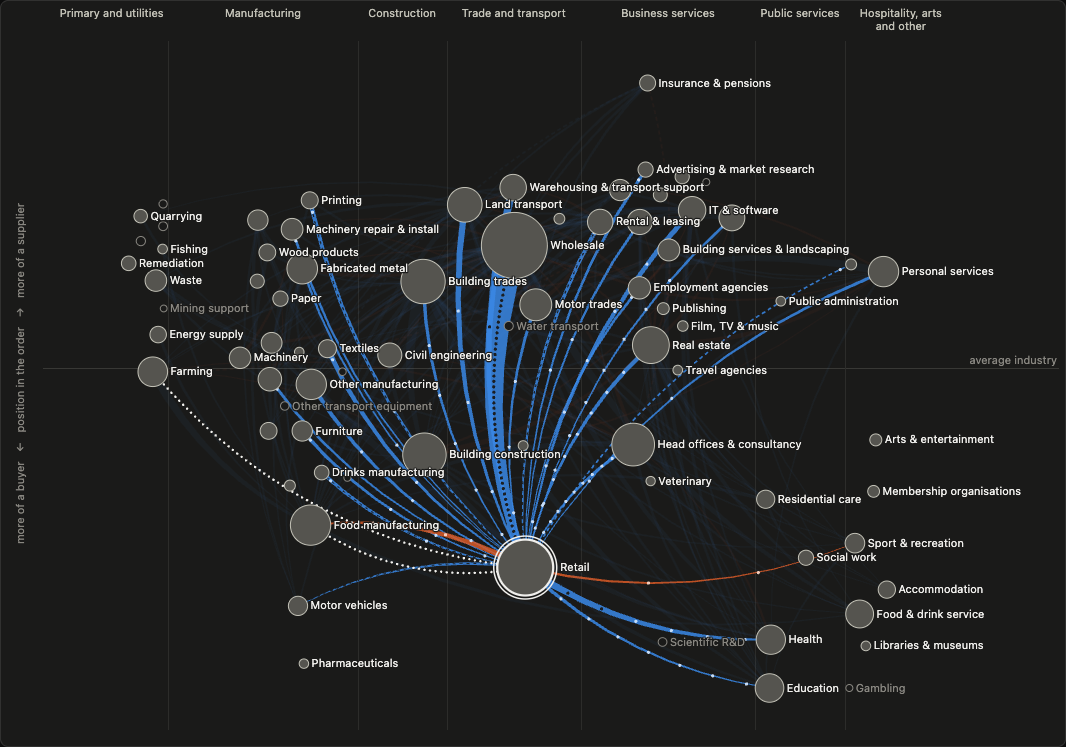 Primary and utilities
Manufacturing
Construction
Trade and transport
Business services
Public services
Hospitality, arts
and other
Insurance & pensions
Advertising & market research
Warehousing & transport support
Printing
Land transport
IT & software
Quarrying
Rental & leasing
Machinery repair & install
Wholesale
Fishing
Wood products
Building services & landscaping
Remediation
Fabricated metal
Personal services
Waste
Building trades
Employment agencies
Paper
Public administration
Mining support
Motor trades
Publishing
Water transport
Film, TV & music
Energy supply
Textiles
Real estate
Machinery
Civil engineering
average industry
Farming
Travel agencies
Other manufacturing
Other transport equipment
Furniture
Arts & entertainment
Head offices & consultancy
Building construction
Drinks manufacturing
Veterinary
Membership organisations
Residential care
Food manufacturing
Sport & recreation
Social work
Retail
Accommodation
Motor vehicles
Food & drink service
Health
Scientific R&D
Libraries & museums
Pharmaceuticals
Education
Gambling
more of a buyer ← position in the order → more of a supplier